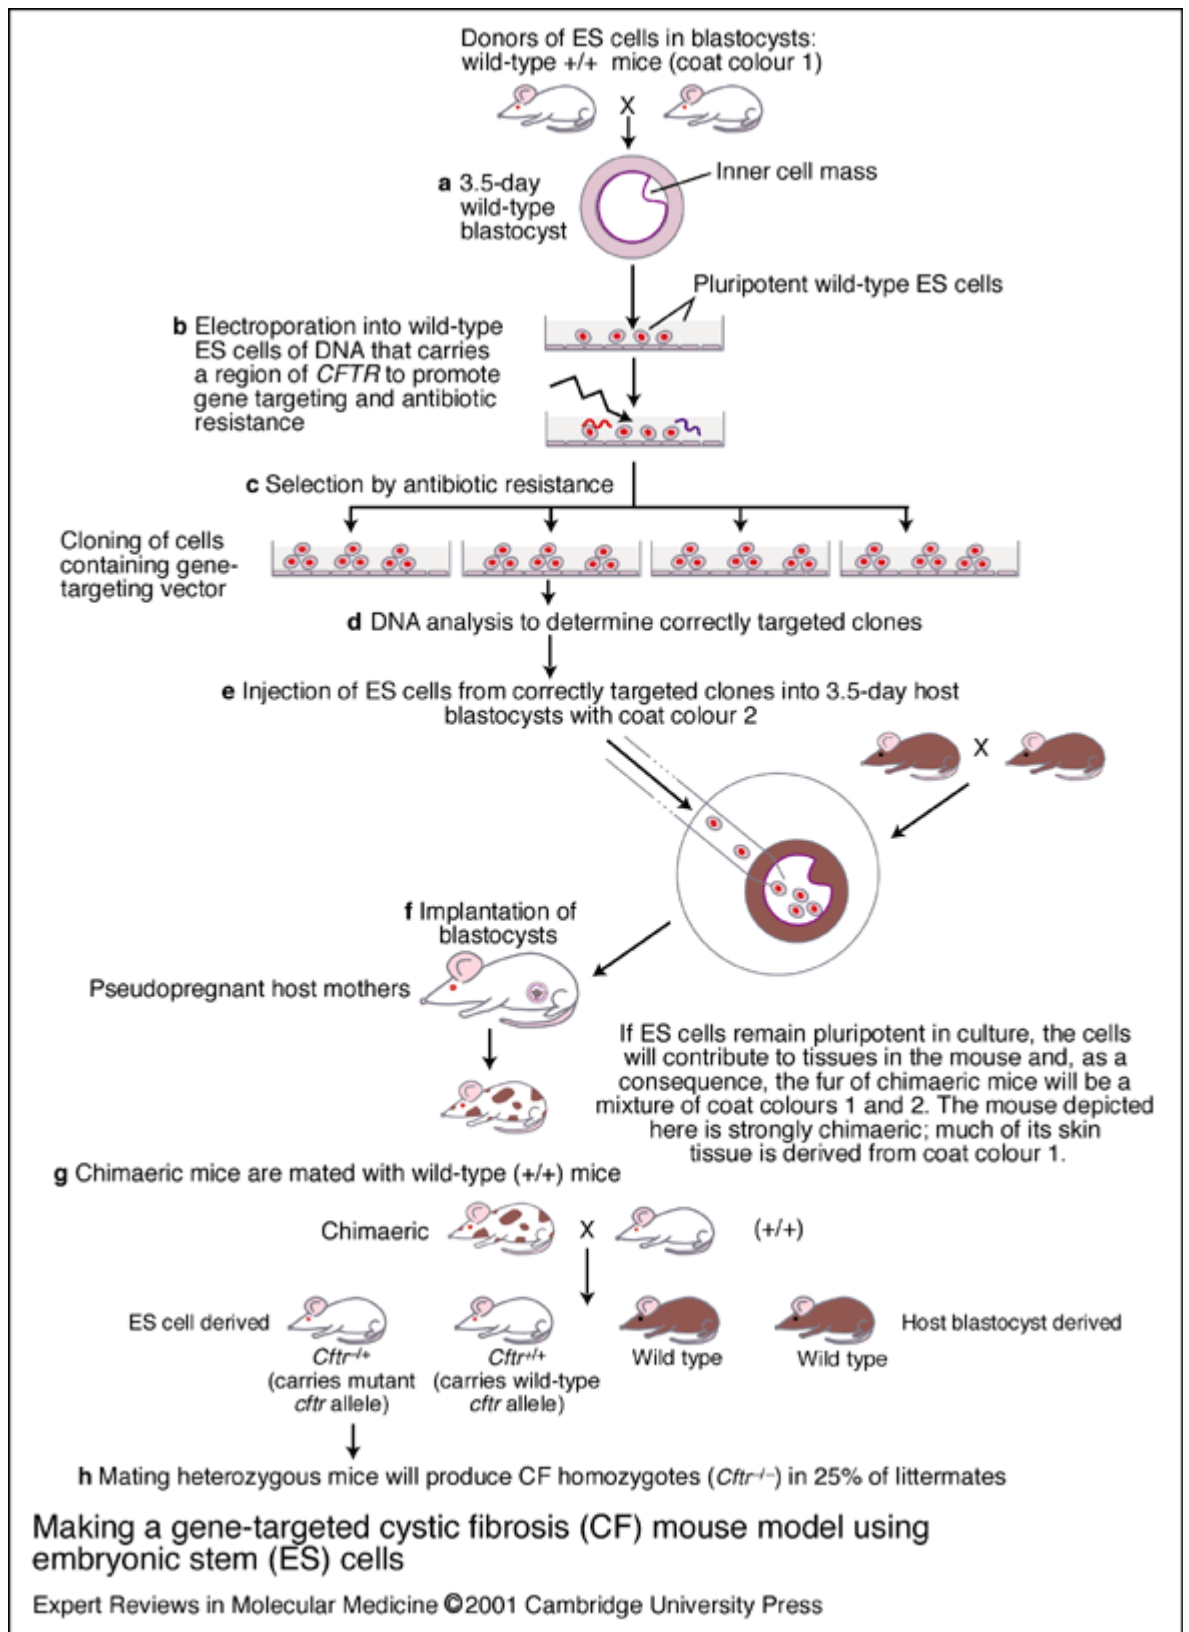 Donors of ES cells in blastocysts:
wild-type +/+ mice (coat colour 1)
X
Inner cell mass
a 3.5-day
wild-type
blastocyst
Pluripotent wild-type ES cells
b Electroporation into wild-type
ES cells of DNA that carries
a region of CFTR to promote
gene targeting and antibiotic
resistance
c Selection by antibiotic resistance
Cloning of cells
containing gene-
targeting vector
d DNA analysis to determine correctly targeted clones
e Injection of ES cells from correctly targeted clones into 3.5-day host
blastocysts with coat colour 2
X
f Implantation of
blastocysts
Pseudopregnant host mothers
If ES cells remain pluripotent in culture, the cells
will contribute to tissues in the mouse and, as a
consequence, the fur of chimaeric mice will be a
mixture of coat colours 1 and 2. The mouse depicted
here is strongly chimaeric; much of its skin
tissue is derived from coat colour 1.
g Chimaeric mice are mated with wild-type (+/+) mice
Chimaeric X (+/+)
ES cell derived
Cftr–/+
(carries mutant
cftr allele)
Cftr+/+
(carries wild-type
cftr allele)
Wild type
Wild type
Host blastocyst derived
h Mating heterozygous mice will produce CF homozygotes (Cftr–/–) in 25% of littermates
Making a gene-targeted cystic fibrosis (CF) mouse model using
embryonic stem (ES) cells
Expert Reviews in Molecular Medicine ©2001 Cambridge University Press